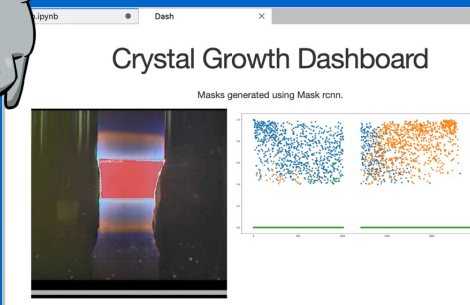 .ipynb
Dash
Crystal Growth Dashboard
Masks generated using Mask rcnn.